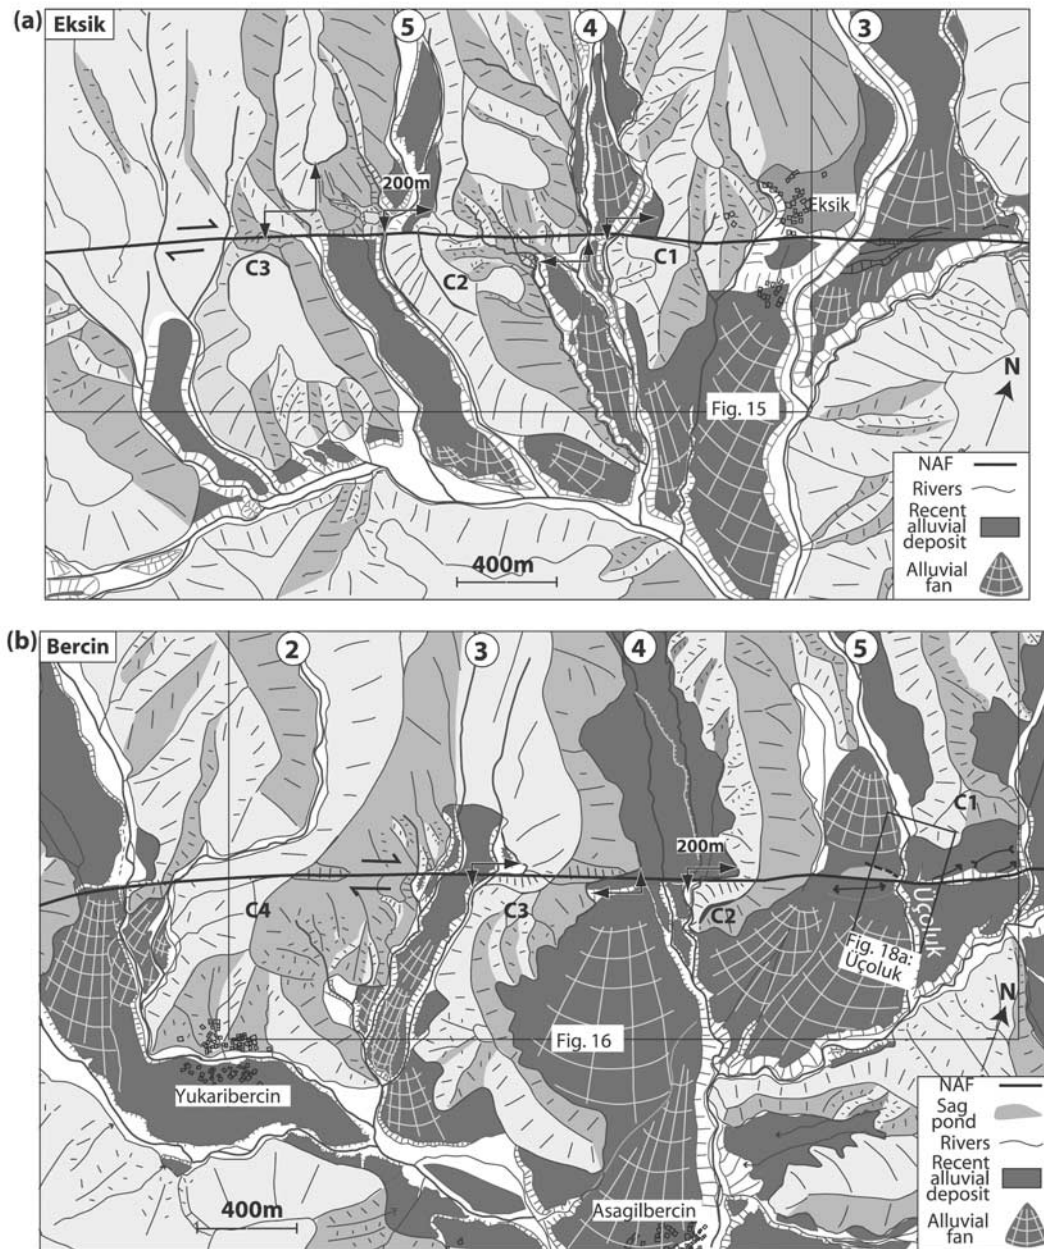 (a)
Eksik
5
4
3
200m
Eksik
C3
C2
C1
Fig. 15
N
400m
NAF
Rivers
Recent
alluvial
deposit
Alluvial
fan
(b)
Bercin
2
3
4
5
C1
200m
C4
C3
C2
Üçoluk
Fig. 18a:
Üçoluk
N
Fig. 16
Yukaribercin
400m
Asagilbercin
NAF
Sag
pond
Rivers
Recent
alluvial
deposit
Alluvial
fan